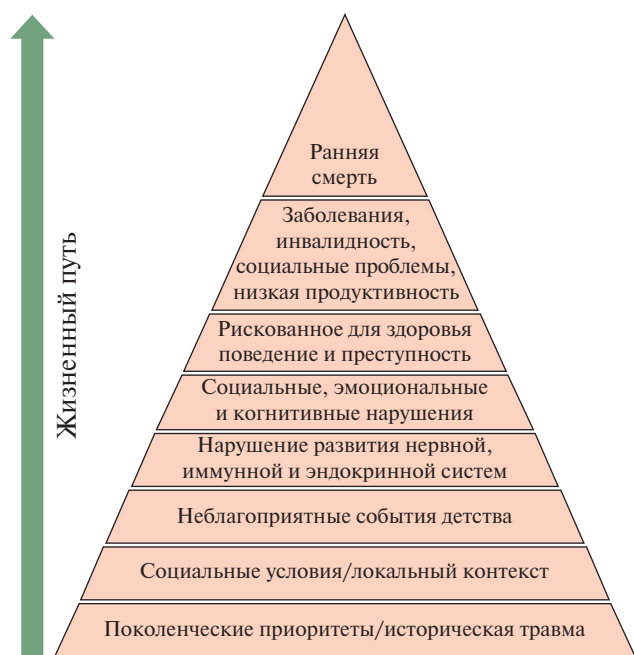 Жизненный путь
Ранняя
смерть
Заболевания,
инвалидность,
социальные проблемы,
низкая продуктивность
Рискованное для здоровья
поведение и преступность
Социальные, эмоциональные
и когнитивные нарушения
Нарушение развития нервной,
иммунной и эндокринной систем
Неблагоприятные события детства
Социальные условия/локальный контекст
Поколенческие приоритеты/историческая травма